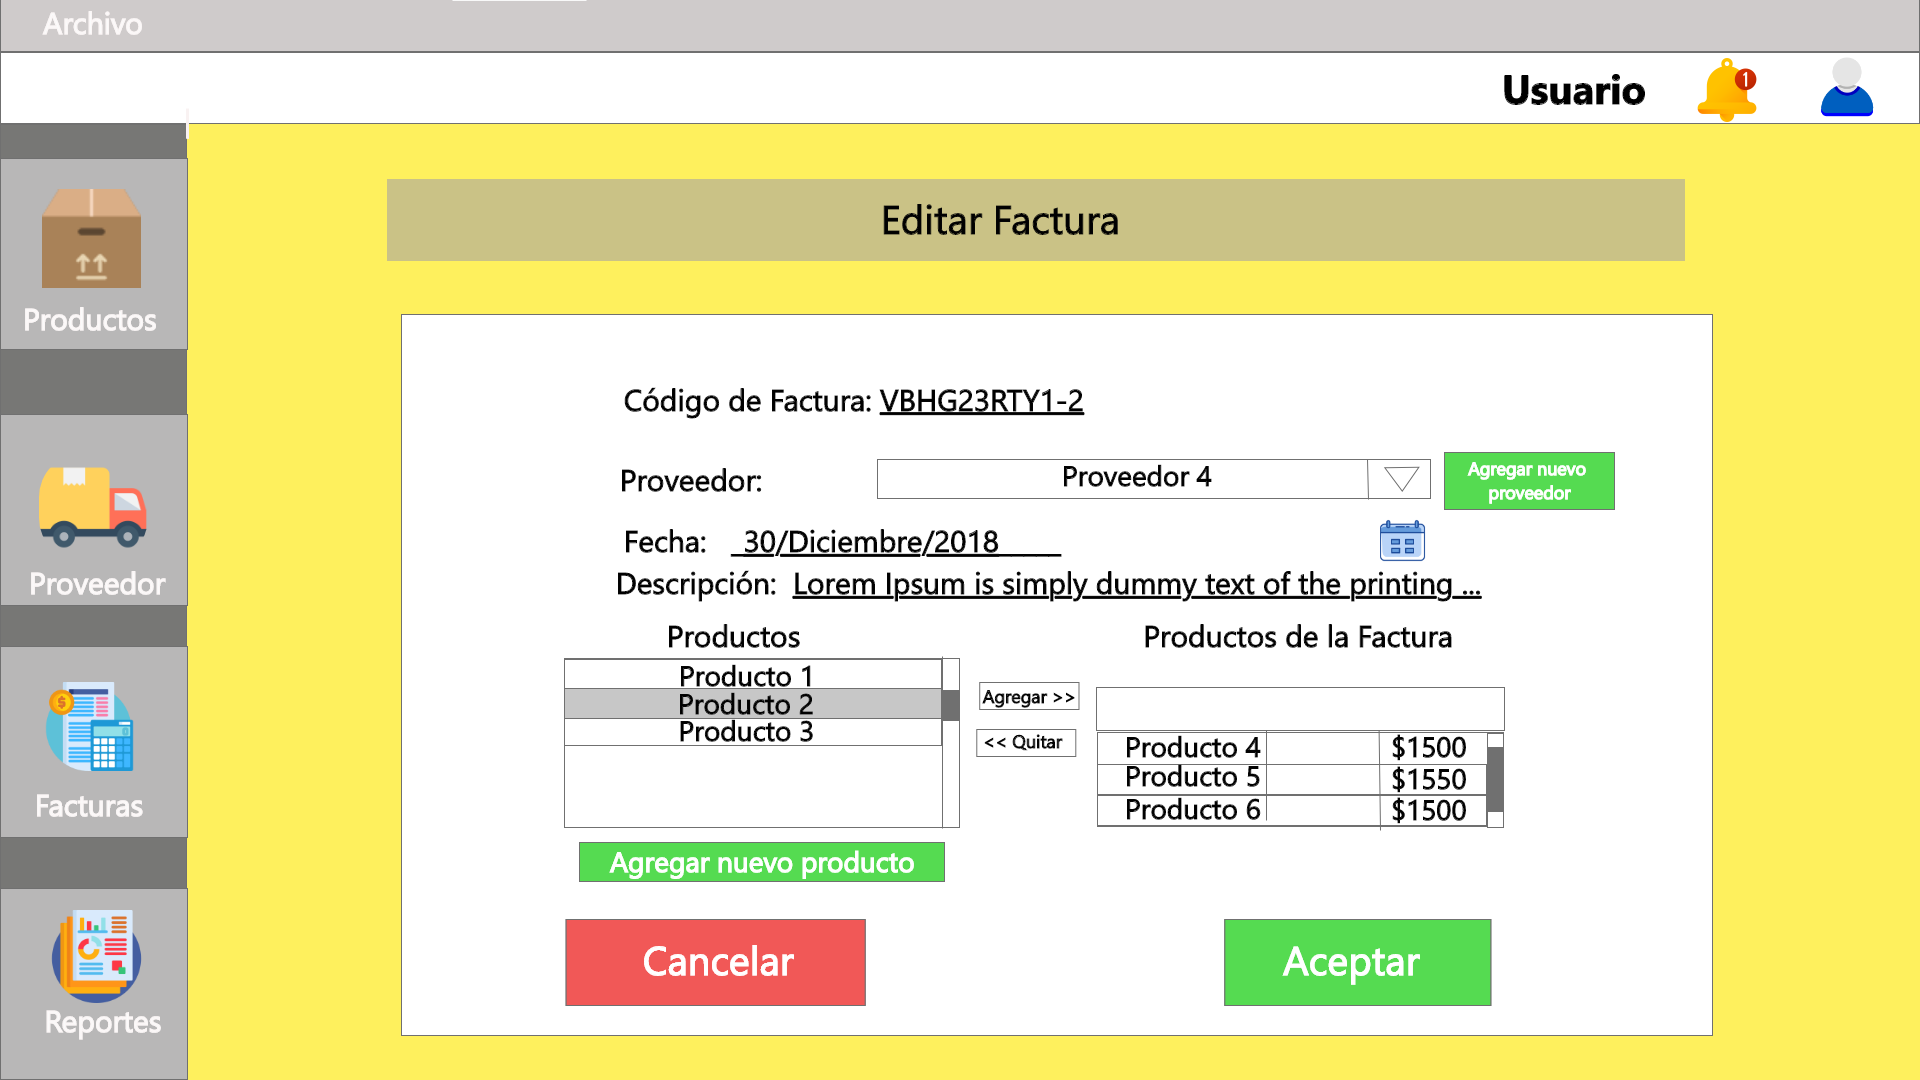 Archivo
Usuario
1
Editar Factura
Productos
Proveedor
Facturas
Reportes
Código de Factura: VBHG23RTY1-2
Proveedor: Proveedor 4
Agregar nuevo
proveedor
Fecha: _30/Diciembre/2018____
Descripción: Lorem Ipsum is simply dummy text of the printing ...
Productos
Productos de la Factura
Producto 1
Producto 2
Producto 3
Agregar >>
<< Quitar
Producto 4 $1500
Producto 5 $1550
Producto 6 $1500
Agregar nuevo producto
Cancelar
Aceptar